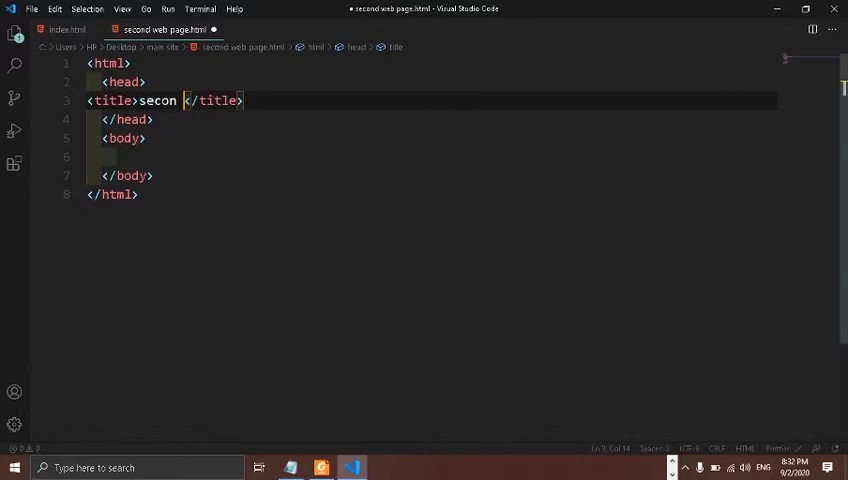 File Edit Selection View Go Run Terminal Help
● second web page.html - Visual Studio Code
index.html second web page.html ●
C: > Users > HP > Desktop > main site > second web page.html > html > head > title
1 <html>
2 <head>
3 <title>secon </title>
4 </head>
5 <body>
6
7 </body>
8 </html>
0 0 Ln 3, Col 14 Spaces: 2 UTF-8 CRLF HTML Prettier
Type here to search
ENG
8:32 PM
9/2/2020